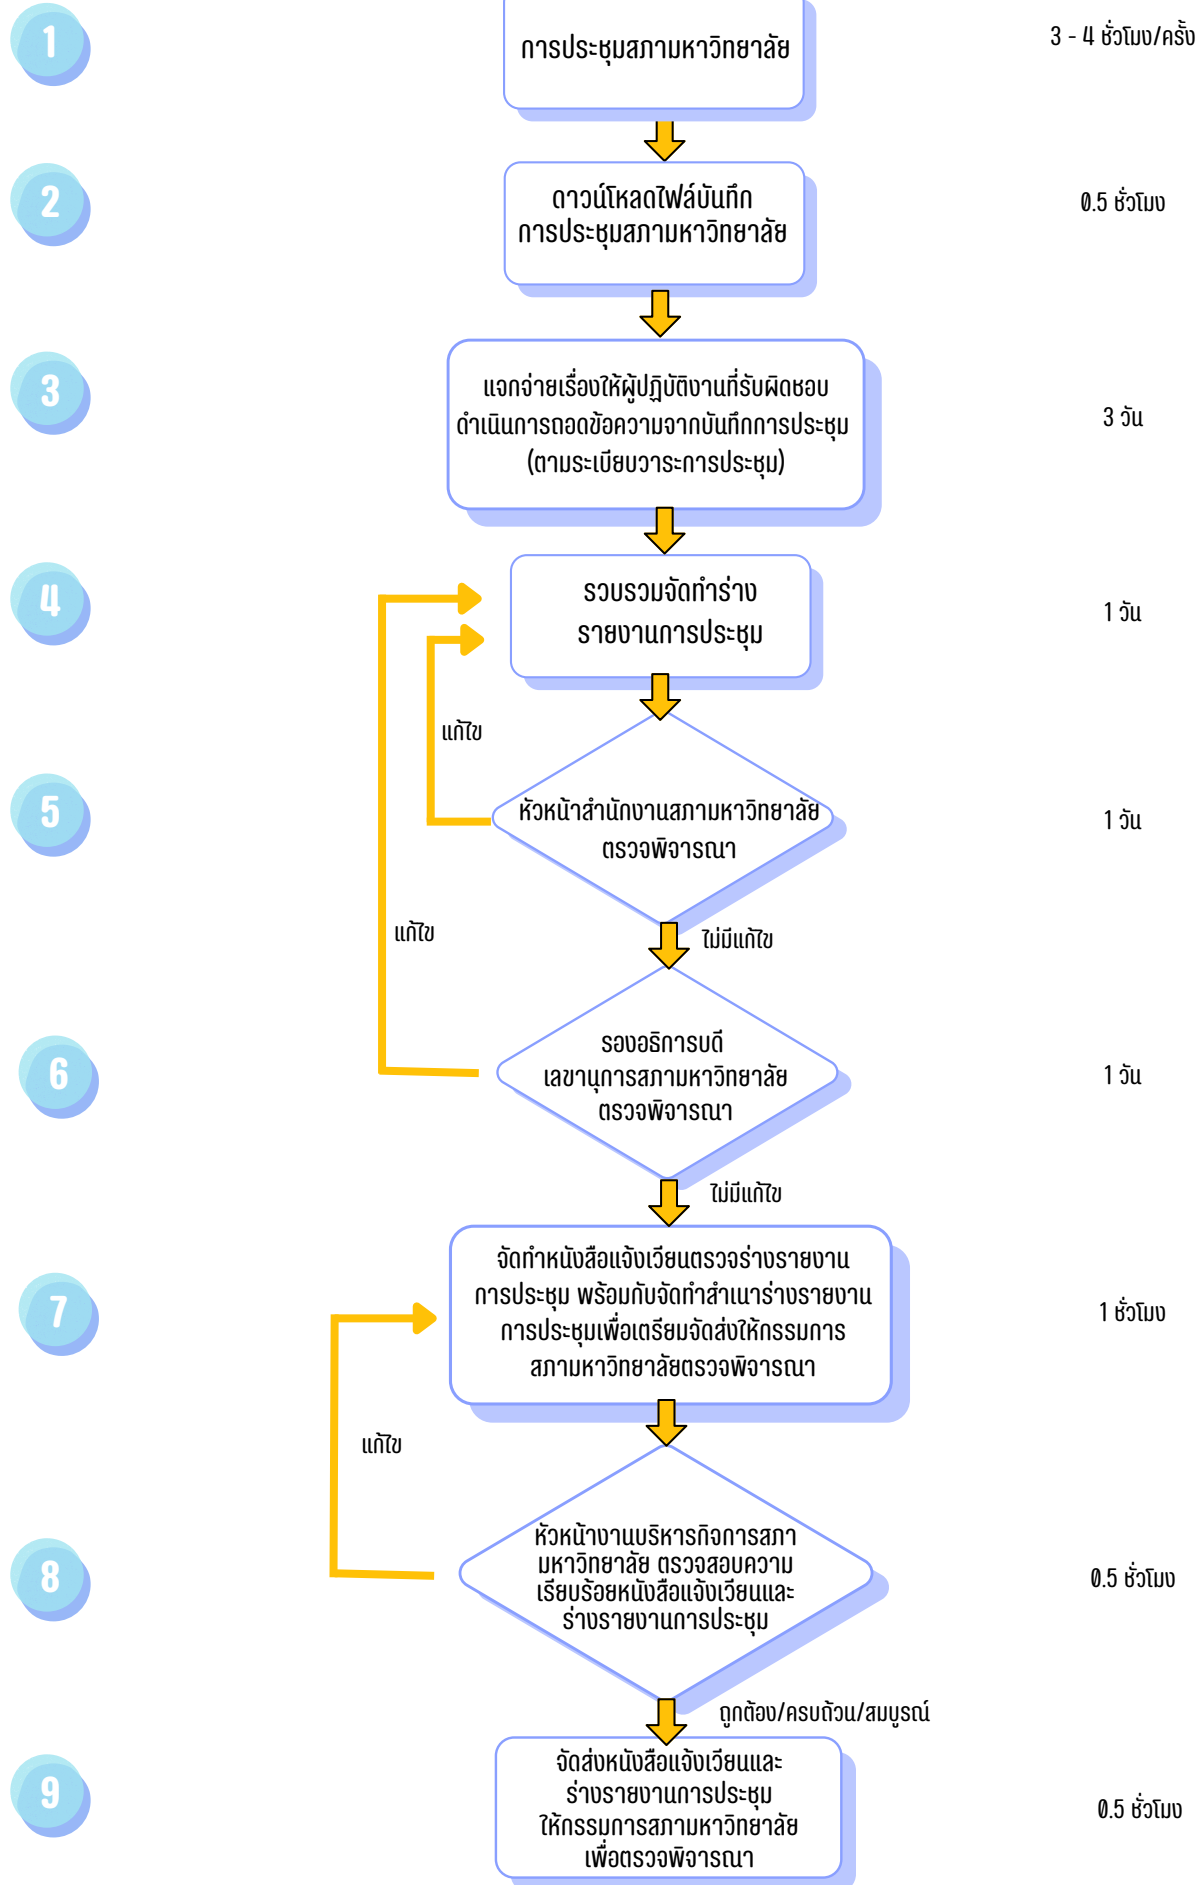 1
การประชุมสภามหาวิทยาลัย
3 - 4 ชั่วโมง/ครั้ง
2
ดาวน์โหลดไฟล์บันทึก
การประชุมสภามหาวิทยาลัย
0.5 ชั่วโมง
3
แจกจ่ายเรื่องให้ผู้ปฏิบัติงานที่รับผิดชอบ
ดำเนินการถอดข้อความจากบันทึกการประชุม
(ตามระเบียบวาระการประชุม)
3 วัน
4
รวบรวมจัดทำร่าง
รายงานการประชุม
1 วัน
แก้ไข
5
หัวหน้าสำนักงานสภามหาวิทยาลัย
ตรวจพิจารณา
1 วัน
แก้ไข
ไม่มีแก้ไข
6
รองอธิการบดี
เลขานุการสภามหาวิทยาลัย
ตรวจพิจารณา
1 วัน
ไม่มีแก้ไข
7
จัดทำหนังสือแจ้งเวียนตรวจร่างรายงาน
การประชุม พร้อมกับจัดทำสำเนาร่างรายงาน
การประชุมเพื่อเตรียมจัดส่งให้กรรมการ
สภามหาวิทยาลัยตรวจพิจารณา
1 ชั่วโมง
แก้ไข
8
หัวหน้างานบริหารกิจการสภา
มหาวิทยาลัย ตรวจสอบความ
เรียบร้อยหนังสือแจ้งเวียนและ
ร่างรายงานการประชุม
0.5 ชั่วโมง
ถูกต้อง/ครบถ้วน/สมบูรณ์
9
จัดส่งหนังสือแจ้งเวียนและ
ร่างรายงานการประชุม
ให้กรรมการสภามหาวิทยาลัย
เพื่อตรวจพิจารณา
0.5 ชั่วโมง